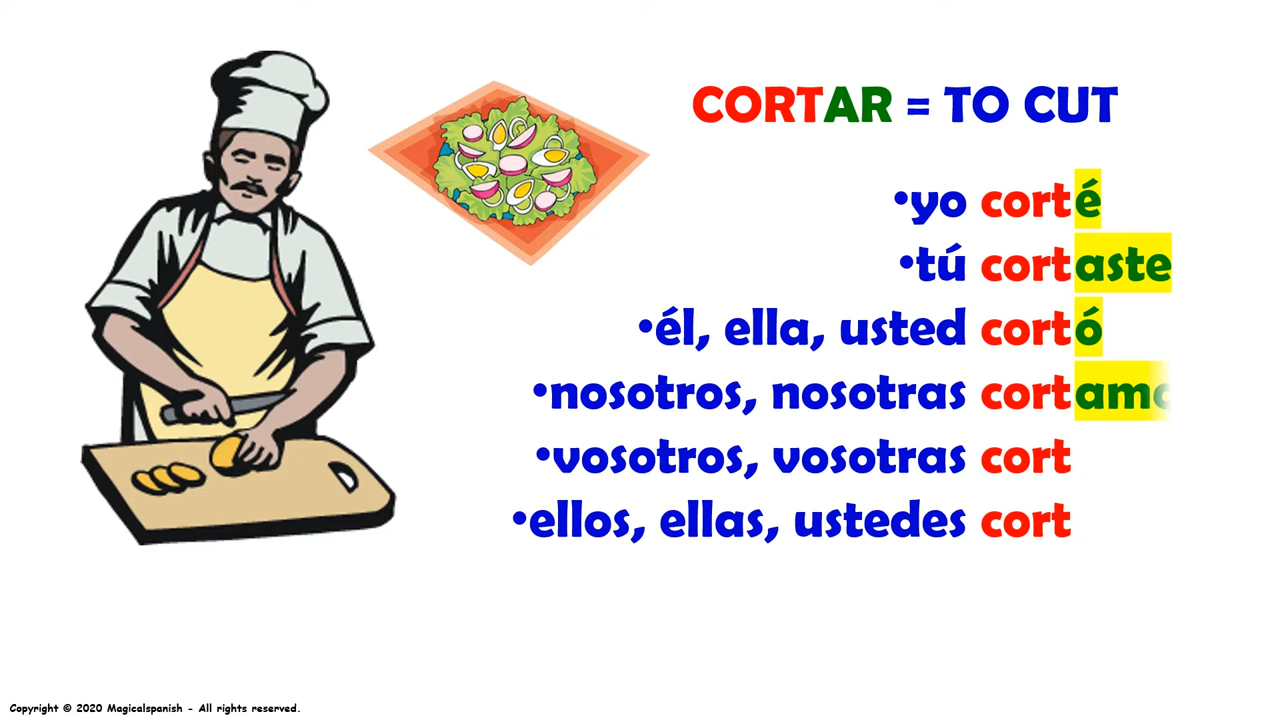 CORTAR = TO CUT
•yo corté
•tú cortaste
•él, ella, usted cortó
•nosotros, nosotras cortam
•vosotros, vosotras cort
•ellos, ellas, ustedes cort
Copyright © 2020 Magicalspanish - All rights reserved.